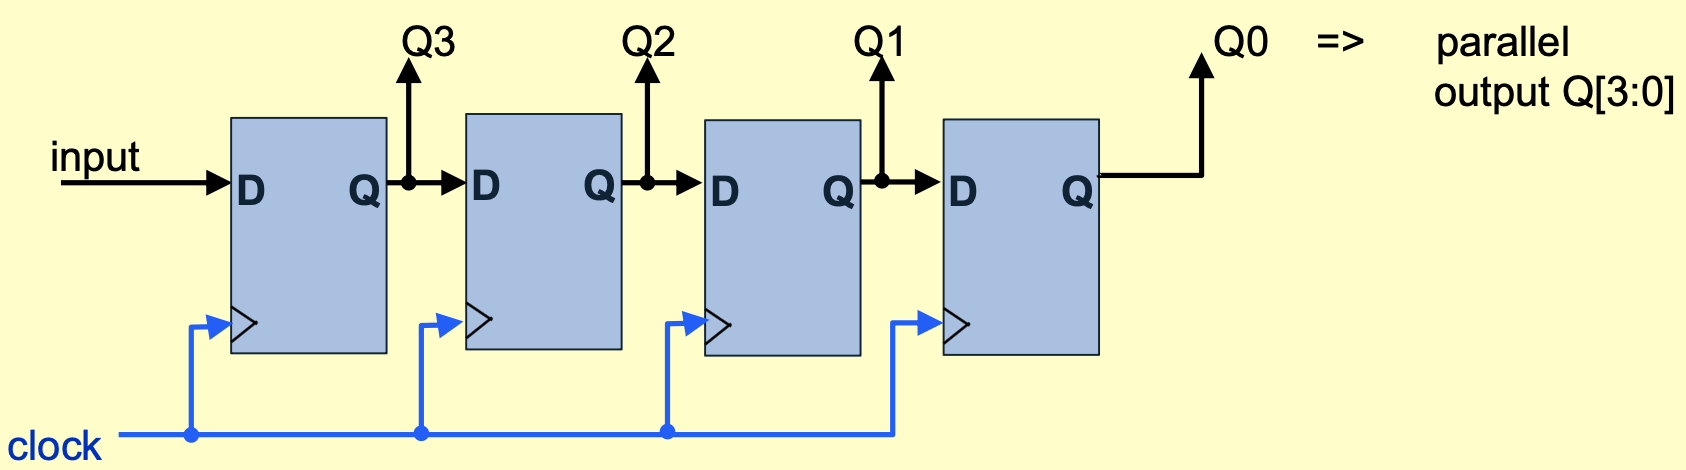 Q3 Q2 Q1 Q0 => parallel
output Q[3:0]
input
D Q D Q D Q D Q
clock